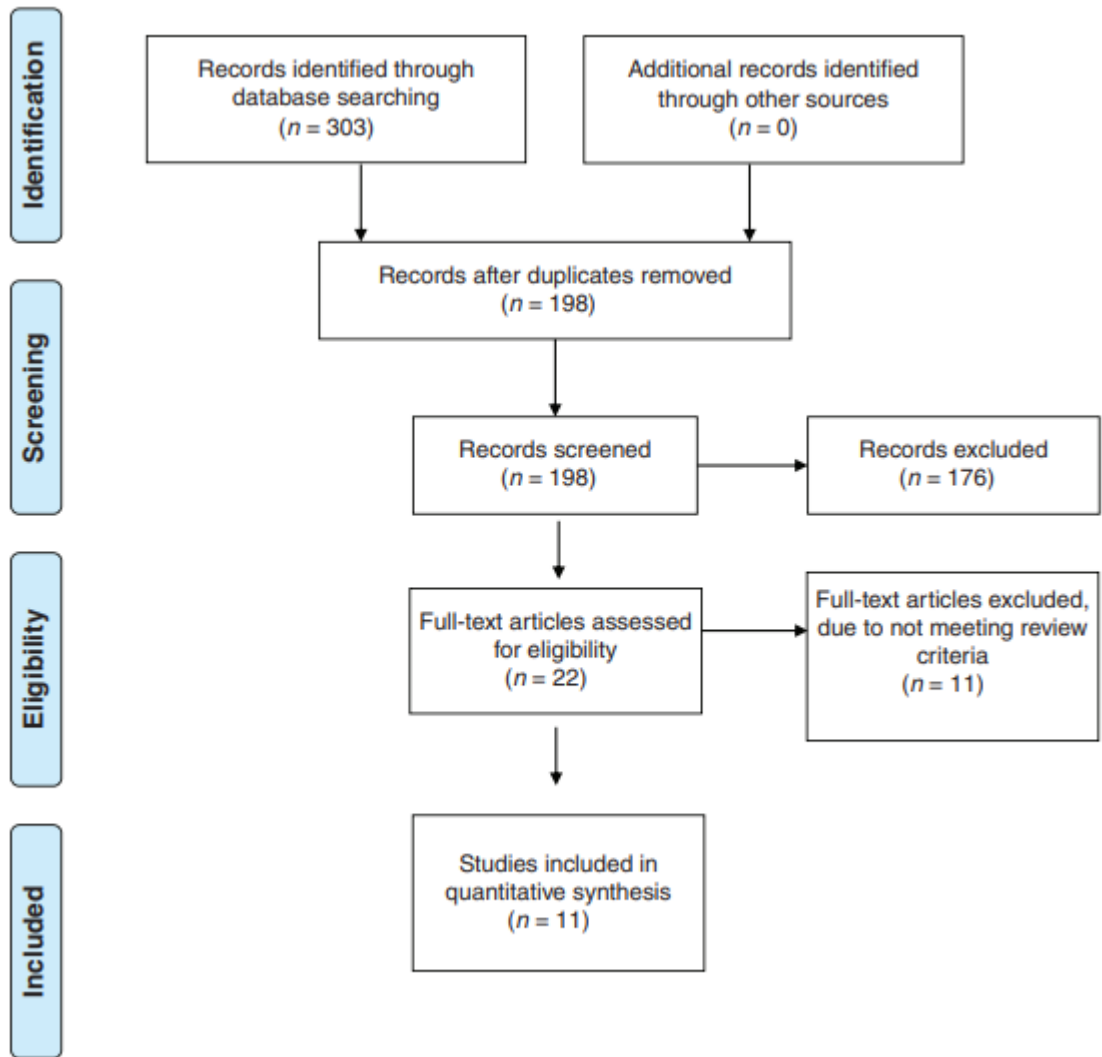 Identification
Records identified through
database searching
(n = 303)
Additional records identified
through other sources
(n = 0)
Records after duplicates removed
(n = 198)
Screening
Records screened
(n = 198)
Records excluded
(n = 176)
Eligibility
Full-text articles assessed
for eligibility
(n = 22)
Full-text articles excluded,
due to not meeting review
criteria
(n = 11)
Included
Studies included in
quantitative synthesis
(n = 11)